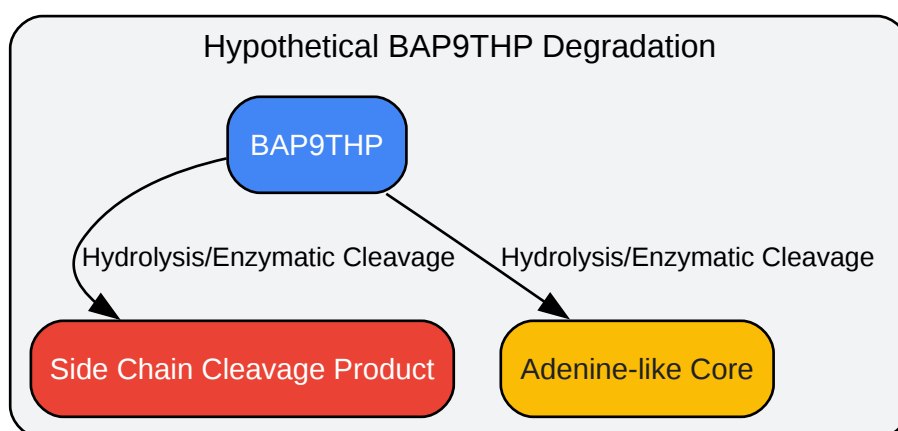 Hypothetical BAP9THP Degradation
BAP9THP
Hydrolysis/Enzymatic Cleavage
Hydrolysis/Enzymatic Cleavage
Side Chain Cleavage Product
Adenine-like Core